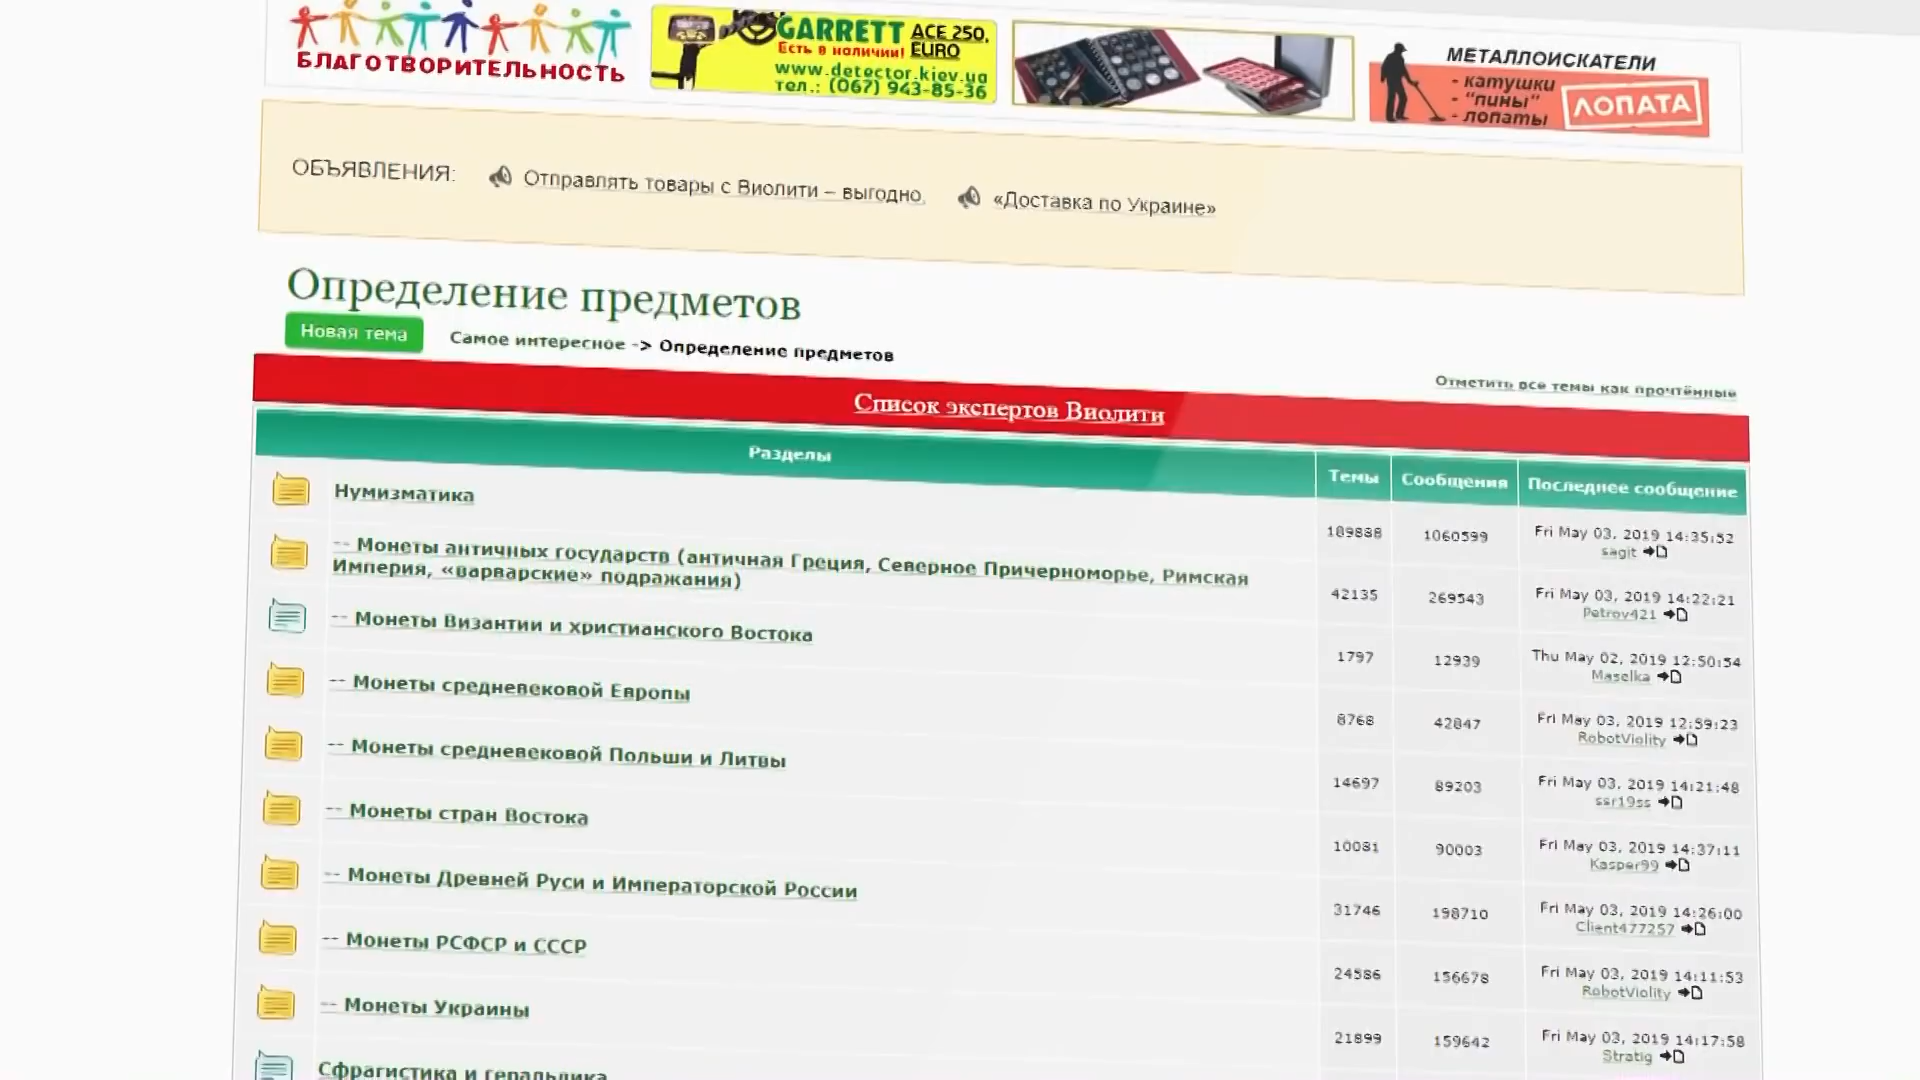 БЛАГОТВОРИТЕЛЬНОСТЬ
GARRETT ACE 250, EURO
Есть в наличии!
www.detector.kiev.ua
тел.: (067) 943-85-36
МЕТАЛЛОИСКАТЕЛИ
- катушки
- "пины"
- лопаты
ЛОПАТА
ОБЪЯВЛЕНИЯ: Отправлять товары с Виолити – выгодно, «Доставка по Украине»
Определение предметов
Новая тема Самое интересное -> Определение предметов
Отметить все темы как прочтённые
Список экспертов Виолити
Разделы Темы Сообщения Последнее сообщение
Нумизматика 189888 1060599 Fri May 03, 2019 14:35:52
sagit
-- Монеты античных государств (античная Греция, Северное Причерноморье, Римская
Империя, «варварские» подражания) 42135 269543 Fri May 03, 2019 14:22:21
Petrov421
-- Монеты Византии и христианского Востока 1797 12939 Thu May 02, 2019 12:50:54
Maselka
-- Монеты средневековой Европы 8768 42847 Fri May 03, 2019 12:59:23
RobotViolity
-- Монеты средневековой Польши и Литвы 14697 89203 Fri May 03, 2019 14:21:48
ssr19ss
-- Монеты стран Востока 10081 90003 Fri May 03, 2019 14:37:11
Kasper99
-- Монеты Древней Руси и Императорской России 31746 198710 Fri May 03, 2019 14:26:00
Client477257
-- Монеты РСФСР и СССР 24586 156678 Fri May 03, 2019 14:11:53
RobotViolity
-- Монеты Украины 21899 159642 Fri May 03, 2019 14:17:58
Stratig
Сфрагистика и геральдика